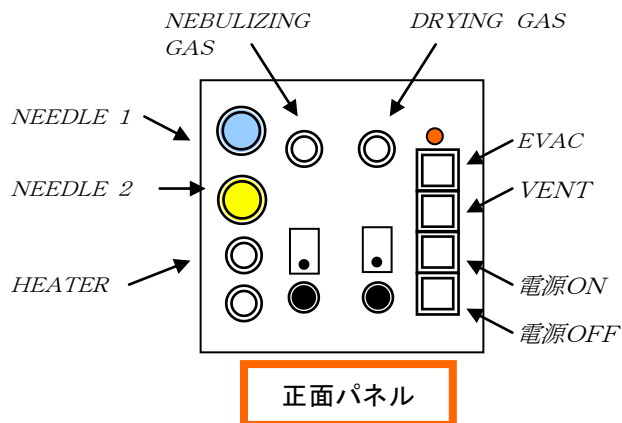 NEBULIZING
GAS
DRYING GAS
NEEDLE 1
EVAC
NEEDLE 2
VENT
HEATER
電源ON
電源OFF
正面パネル